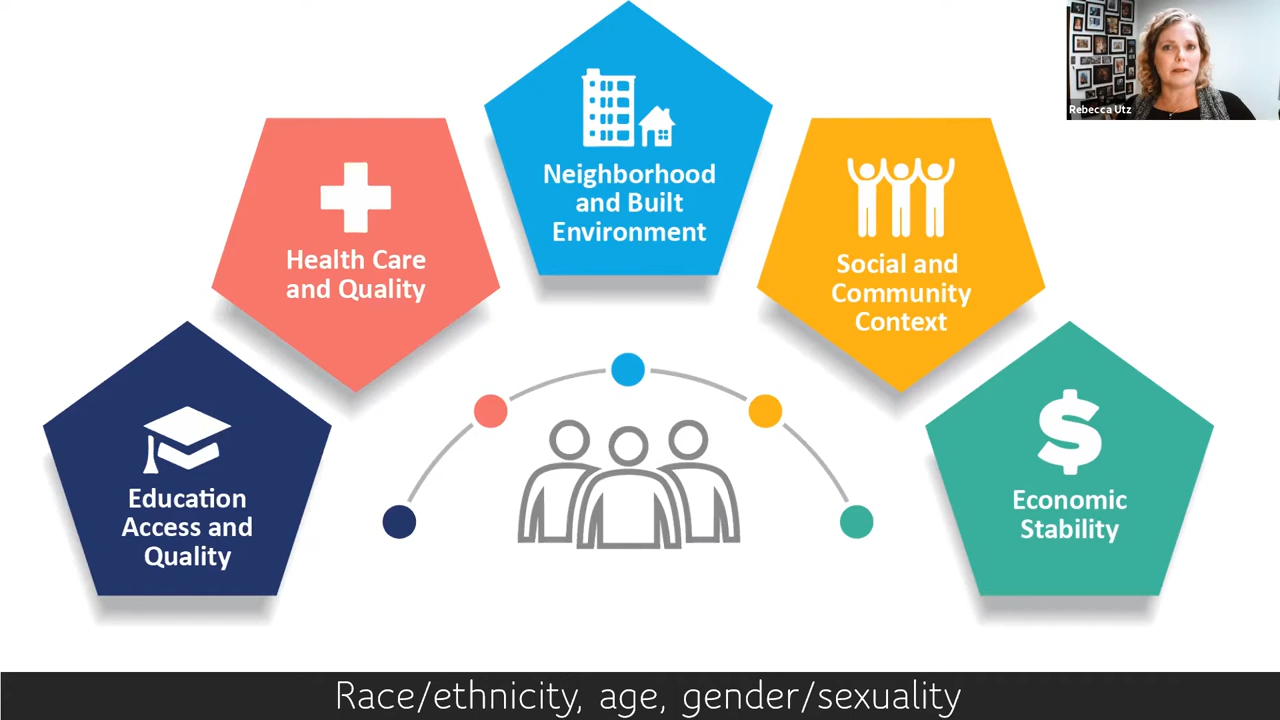 Rebecca Utz
Neighborhood
and Built
Environment
Health Care
and Quality
Social and
Community
Context
Education
Access and
Quality
$
Economic
Stability
Race/ethnicity, age, gender/sexuality